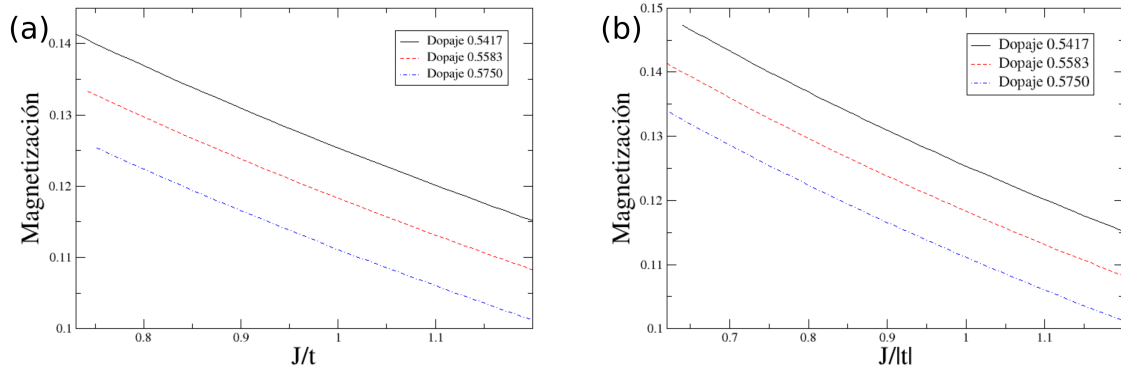 (a)
Dopaje 0.5417
Dopaje 0.5583
Dopaje 0.5750
0.14
0.13
0.12
0.11
0.1
Magnetización
0.8
0.9
1
1.1
J/t
(b)
Dopaje 0.5417
Dopaje 0.5583
Dopaje 0.5750
0.15
0.14
0.13
0.12
0.11
0.1
Magnetización
0.7
0.8
0.9
1
1.1
J/|t|